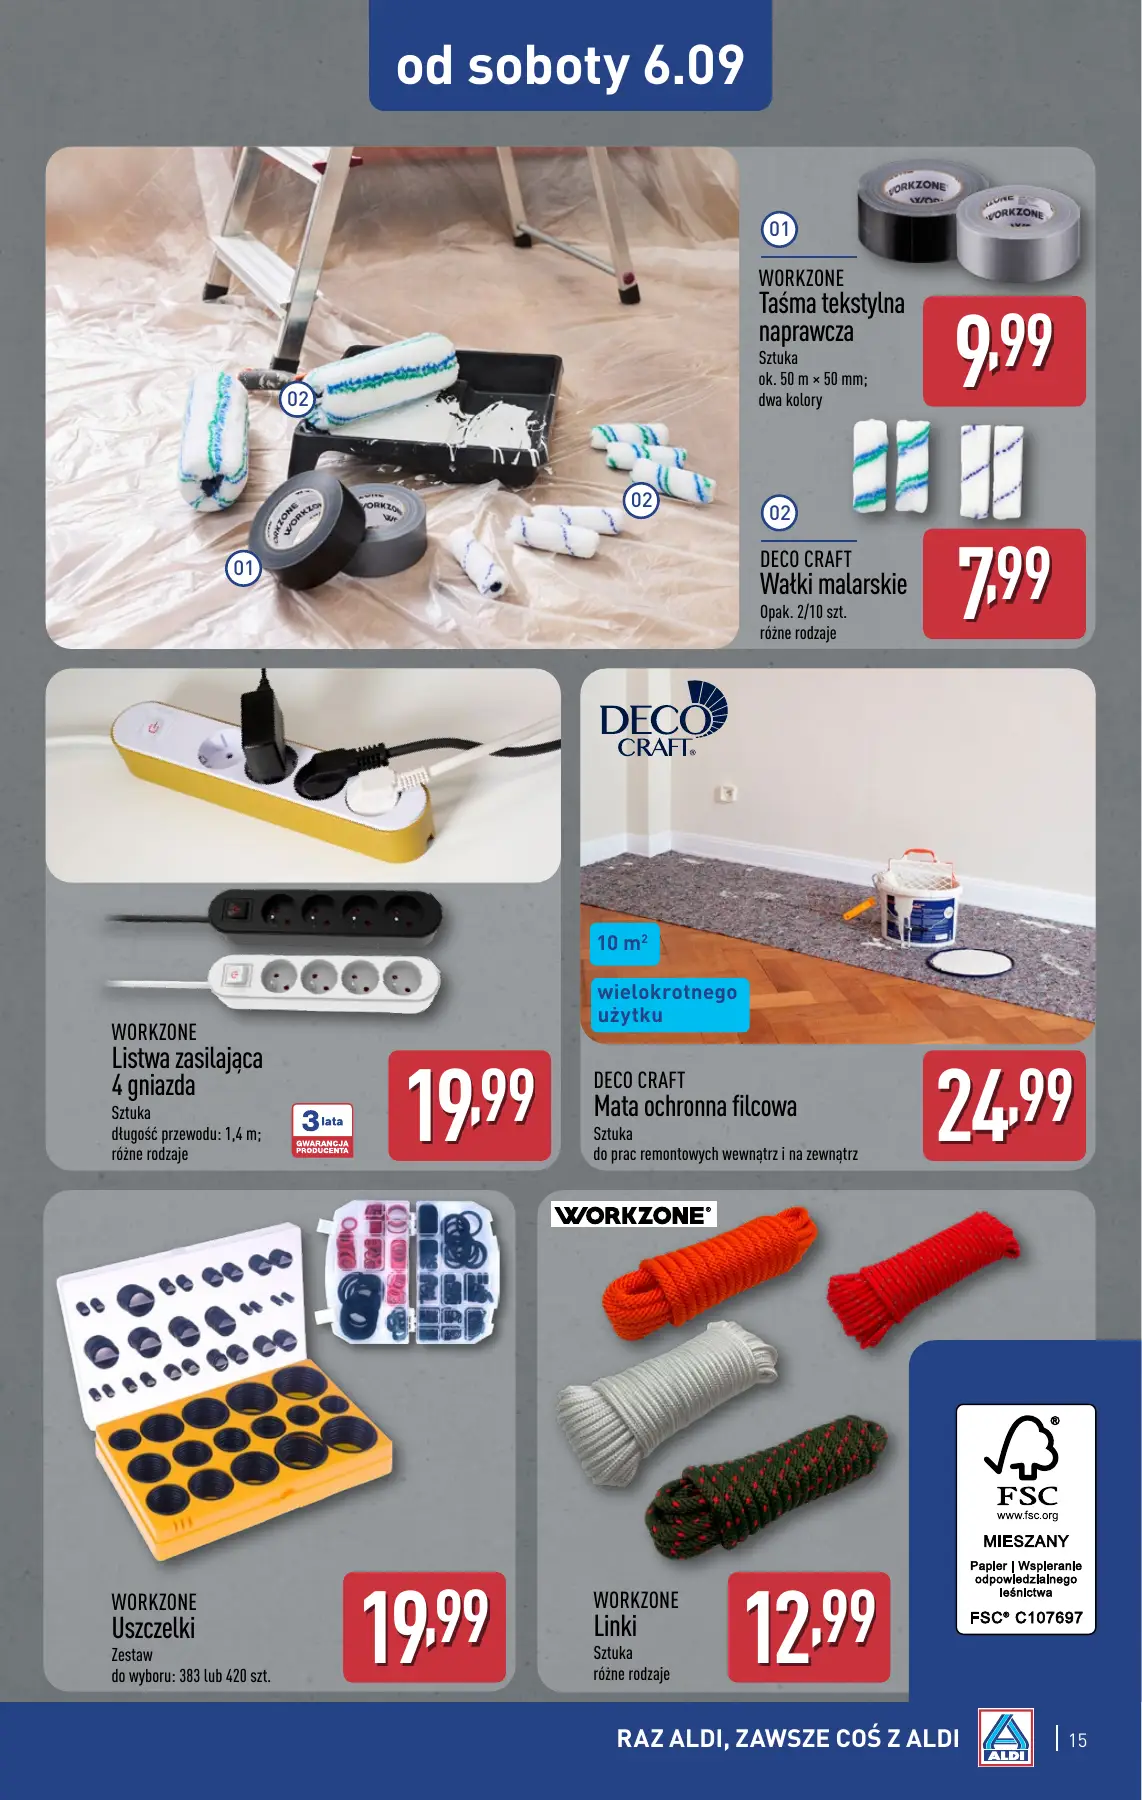 od soboty 6.09
WORKZONE
WORKZONE
01
WORKZONE
Taśma tekstylna
naprawcza
Sztuka
ok. 50 m × 50 mm;
dwa kolory
9,99
02
02
01
WORKZONE
WORKZONE
02
DECO CRAFT
Wałki malarskie
Opak. 2/10 szt.
różne rodzaje
7,99
WORKZONE
Listwa zasilająca
4 gniazda
Sztuka
długość przewodu: 1,4 m;
różne rodzaje
3 lata
GWARANCJA
PRODUCENTA
19,99
DECO
CRAFT®
10 m²
wielokrotnego
użytku
DECO CRAFT
Mata ochronna filcowa
Sztuka
do prac remontowych wewnątrz i na zewnątrz
24,99
WORKZONE
Uszczelki
Zestaw
do wyboru: 383 lub 420 szt.
19,99
WORKZONE®
WORKZONE
Linki
Sztuka
różne rodzaje
12,99
®
FSC
www.fsc.org
MIESZANY
Papier | Wspieranie
odpowiedzialnego
leśnictwa
FSC® C107697
RAZ ALDI, ZAWSZE COŚ Z ALDI
ALDI
15